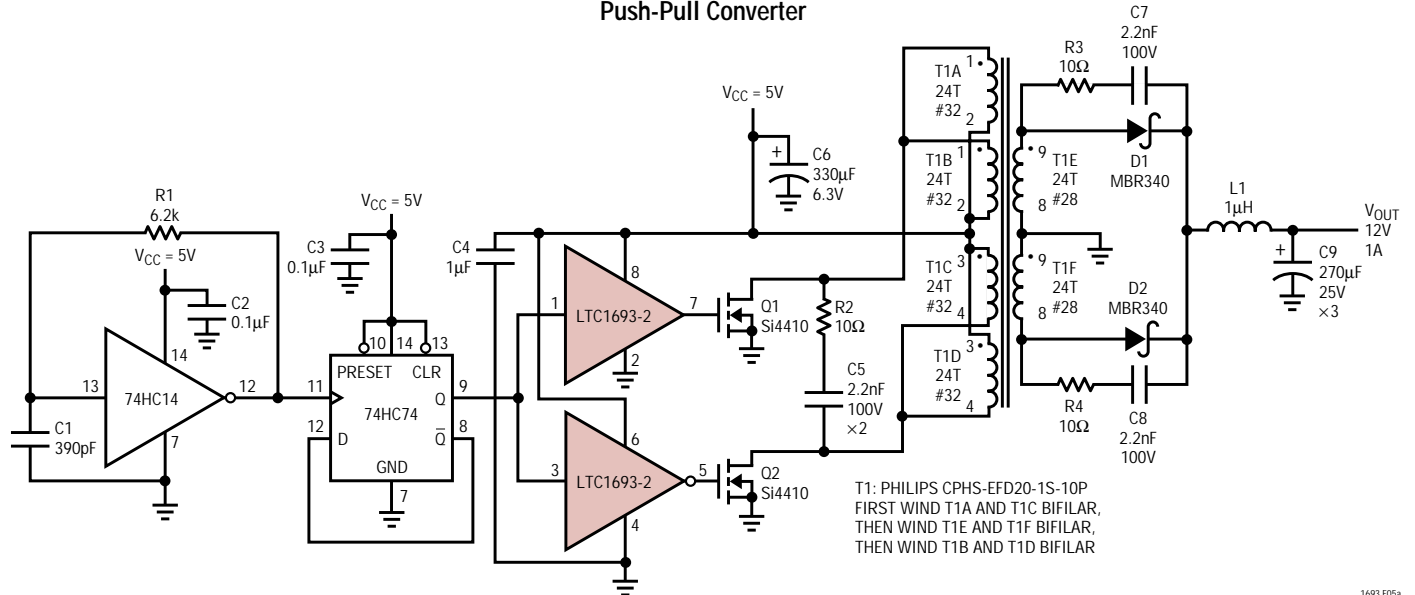 Push-Pull Converter
R1
6.2k
VCC = 5V
C2
0.1µF
14
13
74HC14
12
7
C1
390pF
VCC = 5V
C3
0.1µF
10
14
13
PRESET
CLR
11
9
Q
74HC74
12
D
8
Q̅
GND
7
C4
1µF
VCC = 5V
+
C6
330µF
6.3V
8
1
LTC1693-2
7
2
Q1
Si4410
6
3
LTC1693-2
5
4
Q2
Si4410
R2
10Ω
C5
2.2nF
100V
×2
T1A
24T
#32
1
2
T1B
24T
#32
1
2
T1C
24T
#32
3
4
T1D
24T
#32
3
4
9
T1E
24T
#28
8
9
T1F
24T
#28
8
R3
10Ω
C7
2.2nF
100V
D1
MBR340
D2
MBR340
R4
10Ω
C8
2.2nF
100V
L1
1µH
VOUT
12V
1A
+
C9
270µF
25V
×3
T1: PHILIPS CPHS-EFD20-1S-10P
FIRST WIND T1A AND T1C BIFILAR,
THEN WIND T1E AND T1F BIFILAR,
THEN WIND T1B AND T1D BIFILAR
1693 F05a